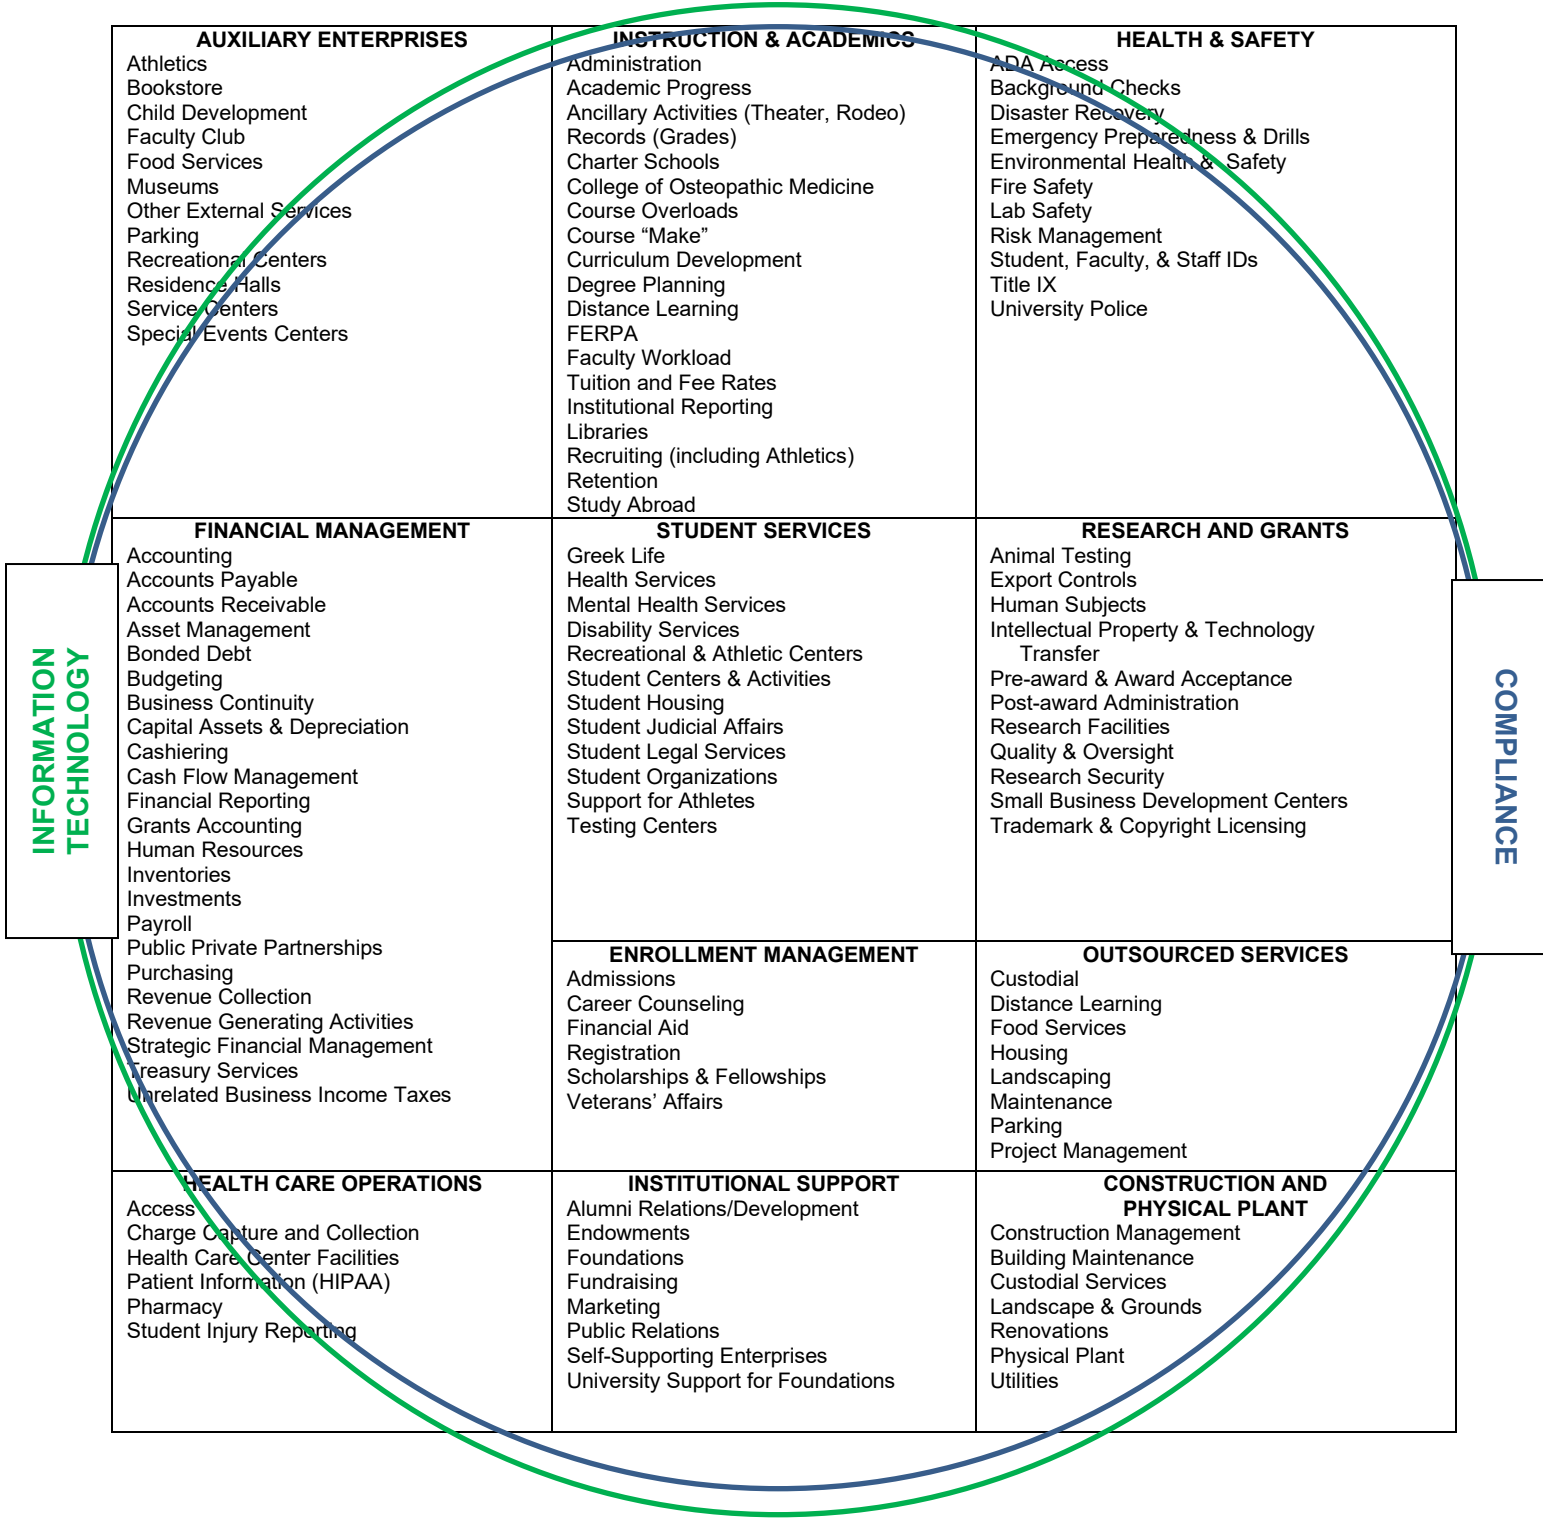 AUXILIARY ENTERPRISES
Athletics
Bookstore
Child Development
Faculty Club
Food Services
Museums
Other External Services
Parking
Recreational Centers
Residence Halls
Service Centers
Special Events Centers
INSTRUCTION & ACADEMICS
Administration
Academic Progress
Ancillary Activities (Theater, Rodeo)
Records (Grades)
Charter Schools
College of Osteopathic Medicine
Course Overloads
Course “Make”
Curriculum Development
Degree Planning
Distance Learning
FERPA
Faculty Workload
Tuition and Fee Rates
Institutional Reporting
Libraries
Recruiting (including Athletics)
Retention
Study Abroad
HEALTH & SAFETY
ADA Access
Background Checks
Disaster Recovery
Emergency Preparedness & Drills
Environmental Health & Safety
Fire Safety
Lab Safety
Risk Management
Student, Faculty, & Staff IDs
Title IX
University Police
INFORMATION
TECHNOLOGY
FINANCIAL MANAGEMENT
Accounting
Accounts Payable
Accounts Receivable
Asset Management
Bonded Debt
Budgeting
Business Continuity
Capital Assets & Depreciation
Cashiering
Cash Flow Management
Financial Reporting
Grants Accounting
Human Resources
Inventories
Investments
Payroll
Public Private Partnerships
Purchasing
Revenue Collection
Revenue Generating Activities
Strategic Financial Management
Treasury Services
Unrelated Business Income Taxes
STUDENT SERVICES
Greek Life
Health Services
Mental Health Services
Disability Services
Recreational & Athletic Centers
Student Centers & Activities
Student Housing
Student Judicial Affairs
Student Legal Services
Student Organizations
Support for Athletes
Testing Centers
RESEARCH AND GRANTS
Animal Testing
Export Controls
Human Subjects
Intellectual Property & Technology
Transfer
Pre-award & Award Acceptance
Post-award Administration
Research Facilities
Quality & Oversight
Research Security
Small Business Development Centers
Trademark & Copyright Licensing
COMPLIANCE
ENROLLMENT MANAGEMENT
Admissions
Career Counseling
Financial Aid
Registration
Scholarships & Fellowships
Veterans’ Affairs
OUTSOURCED SERVICES
Custodial
Distance Learning
Food Services
Housing
Landscaping
Maintenance
Parking
Project Management
HEALTH CARE OPERATIONS
Access
Charge Capture and Collection
Health Care Center Facilities
Patient Information (HIPAA)
Pharmacy
Student Injury Reporting
INSTITUTIONAL SUPPORT
Alumni Relations/Development
Endowments
Foundations
Fundraising
Marketing
Public Relations
Self-Supporting Enterprises
University Support for Foundations
CONSTRUCTION AND
PHYSICAL PLANT
Construction Management
Building Maintenance
Custodial Services
Landscape & Grounds
Renovations
Physical Plant
Utilities